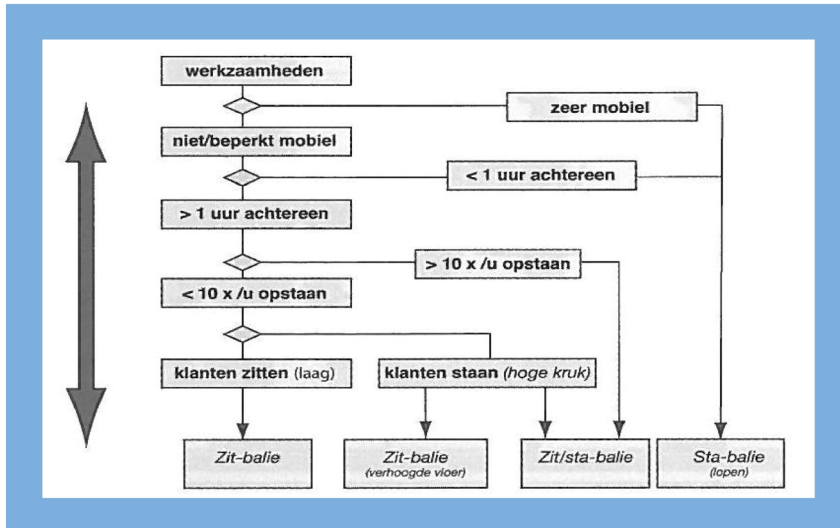 werkzaamheden
zeer mobiel
niet/beperkt mobiel
< 1 uur achtereen
> 1 uur achtereen
> 10 x /u opstaan
< 10 x /u opstaan
klanten zitten (laag)
klanten staan (hoge kruk)
Zit-balie
Zit-balie
(verhoogde vloer)
Zit/sta-balie
Sta-balie
(lopen)